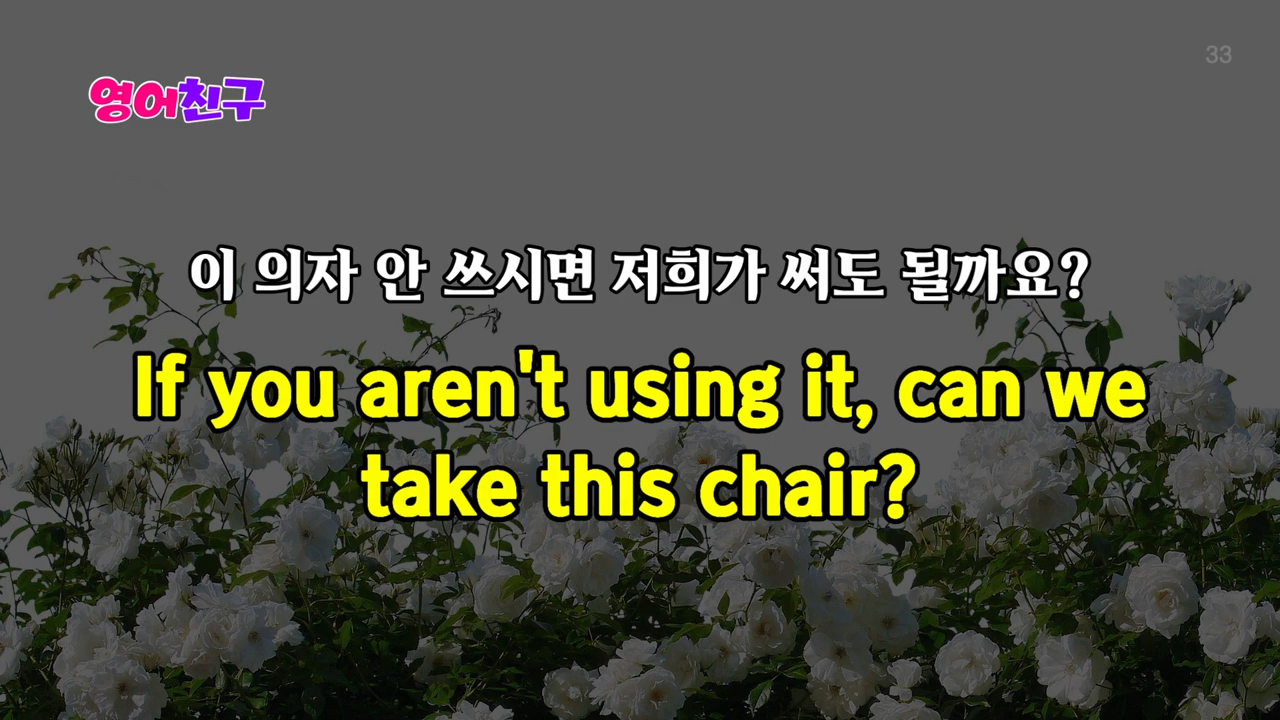 33
영어친구
이 의자 안 쓰시면 저희가 써도 될까요?
If you aren't using it, can we
take this chair?